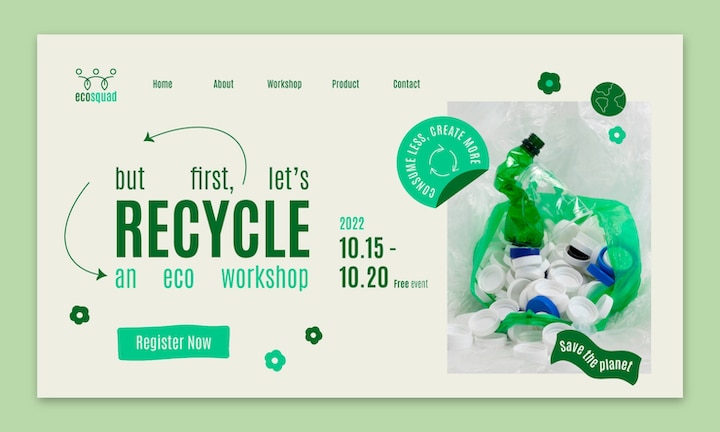 ecosquad
Home
About
Workshop
Product
Contact
CONSUME LESS, CREATE MORE
but first, let's
RECYCLE
an eco workshop
2022
10.15 -
10.20 Free event
Register Now
Save the planet